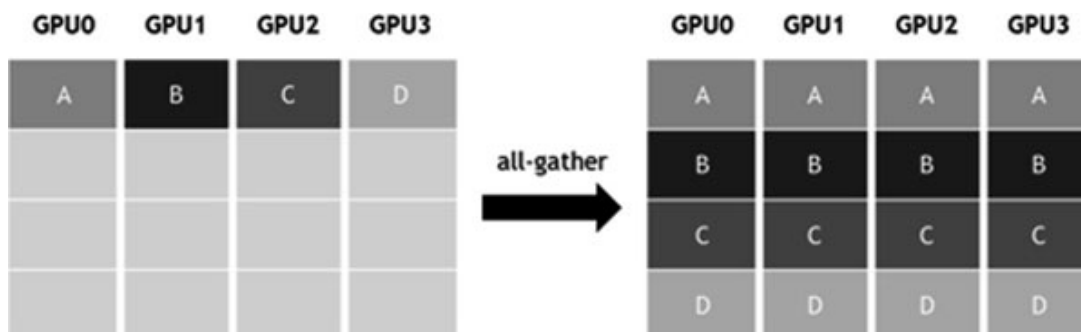 GPU0 GPU1 GPU2 GPU3 GPU0 GPU1 GPU2 GPU3
A B C D A A A A
B B B B
all-gather
C C C C
D D D D